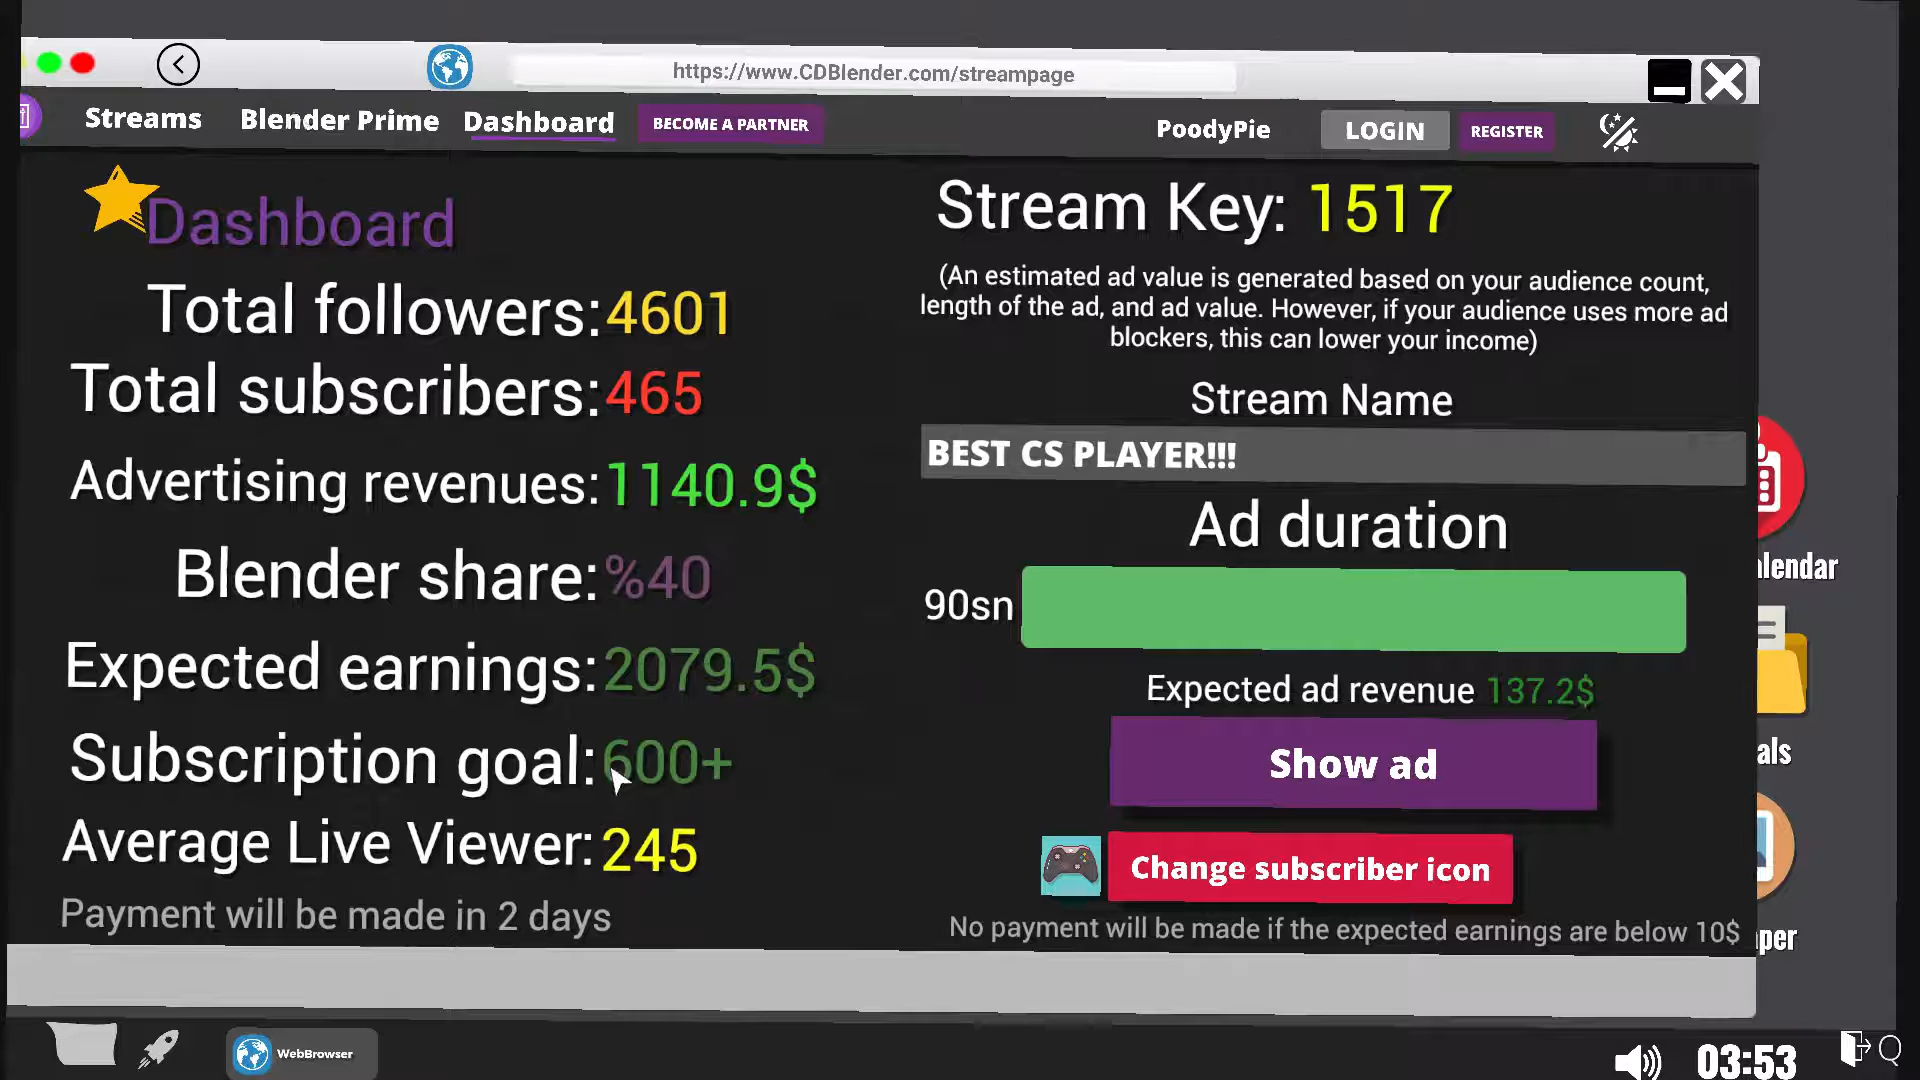 https://www.CDBlender.com/streampage
Streams Blender Prime Dashboard BECOME A PARTNER PoodyPie LOGIN REGISTER
Dashboard
Total followers:4601
Total subscribers:465
Advertising revenues:1140.9$
Blender share:%40
Expected earnings:2079.5$
Subscription goal:600+
Average Live Viewer:245
Payment will be made in 2 days
Stream Key: 1517
(An estimated ad value is generated based on your audience count,
length of the ad, and ad value. However, if your audience uses more ad
blockers, this can lower your income)
Stream Name
BEST CS PLAYER!!!
Ad duration
90sn
Expected ad revenue 137.2$
Show ad
Change subscriber icon
No payment will be made if the expected earnings are below 10$
WebBrowser
03:53
Q